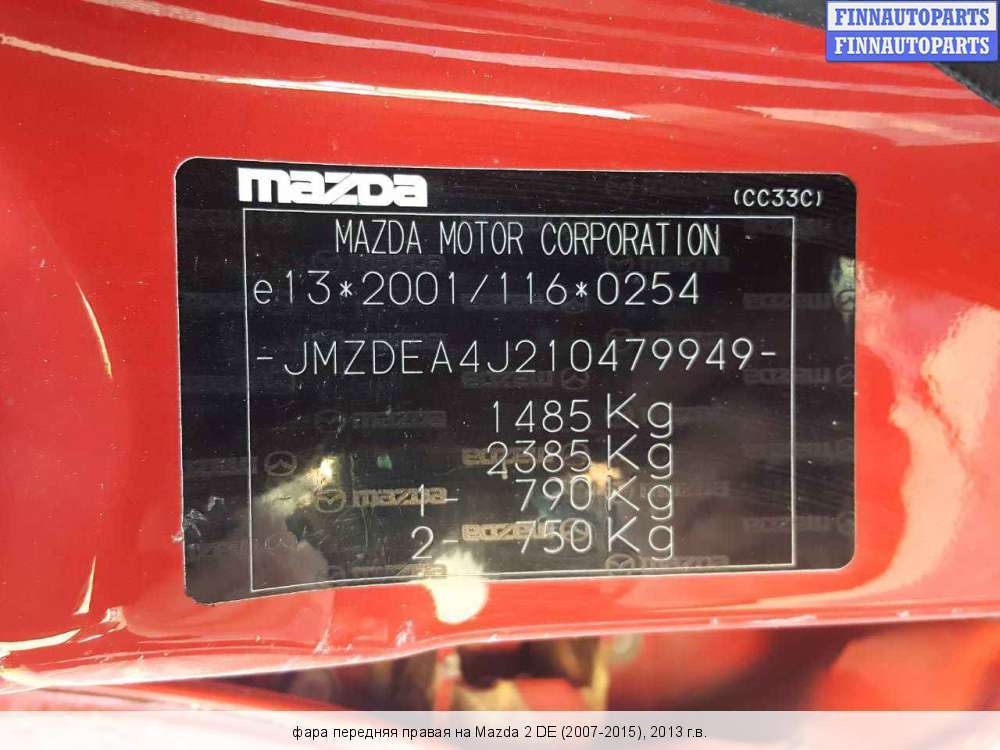 FINNAUTOPARTS
FINNAUTOPARTS
mazda (CC33C)
MAZDA MOTOR CORPORATION
e13*2001/116*0254
-JMZDEA4J210479949-
1485 Kg
2385 Kg
1- 790 Kg
2- 750 Kg
фара передняя правая на Mazda 2 DE (2007-2015), 2013 г.в.